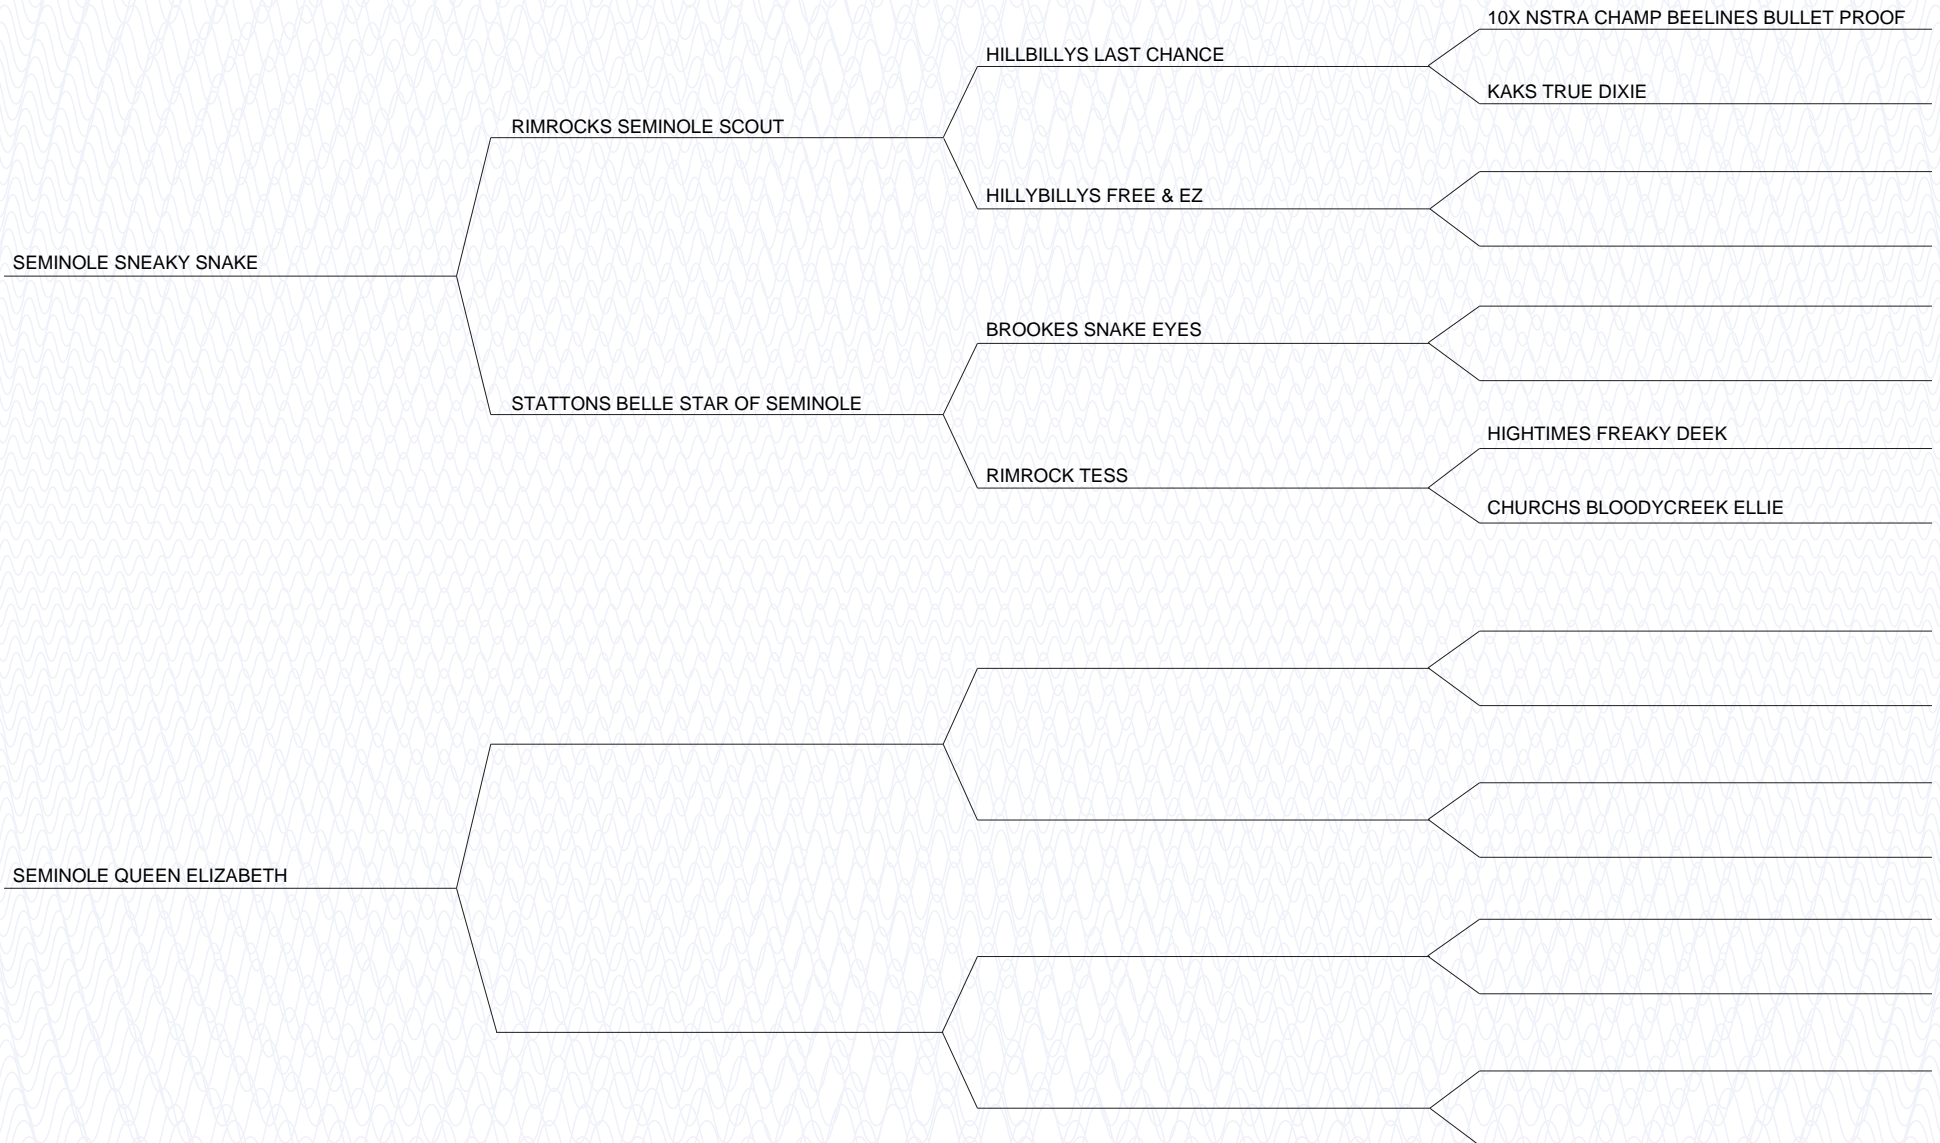 10X NSTRA CHAMP BEELINES BULLET PROOF
HILLBILLYS LAST CHANCE
KAKS TRUE DIXIE
RIMROCKS SEMINOLE SCOUT
HILLYBILLYS FREE & EZ
SEMINOLE SNEAKY SNAKE
BROOKES SNAKE EYES
STATTONS BELLE STAR OF SEMINOLE
HIGHTIMES FREAKY DEEK
RIMROCK TESS
CHURCHS BLOODYCREEK ELLIE
SEMINOLE QUEEN ELIZABETH